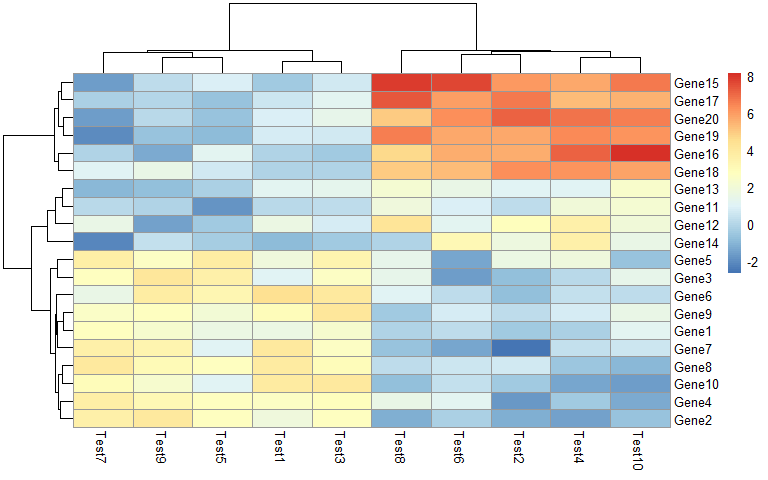 8
6
4
2
0
-2
Gene15
Gene17
Gene20
Gene19
Gene16
Gene18
Gene13
Gene11
Gene12
Gene14
Gene5
Gene3
Gene6
Gene9
Gene1
Gene7
Gene8
Gene10
Gene4
Gene2
Test7
Test9
Test5
Test1
Test3
Test8
Test6
Test2
Test4
Test10